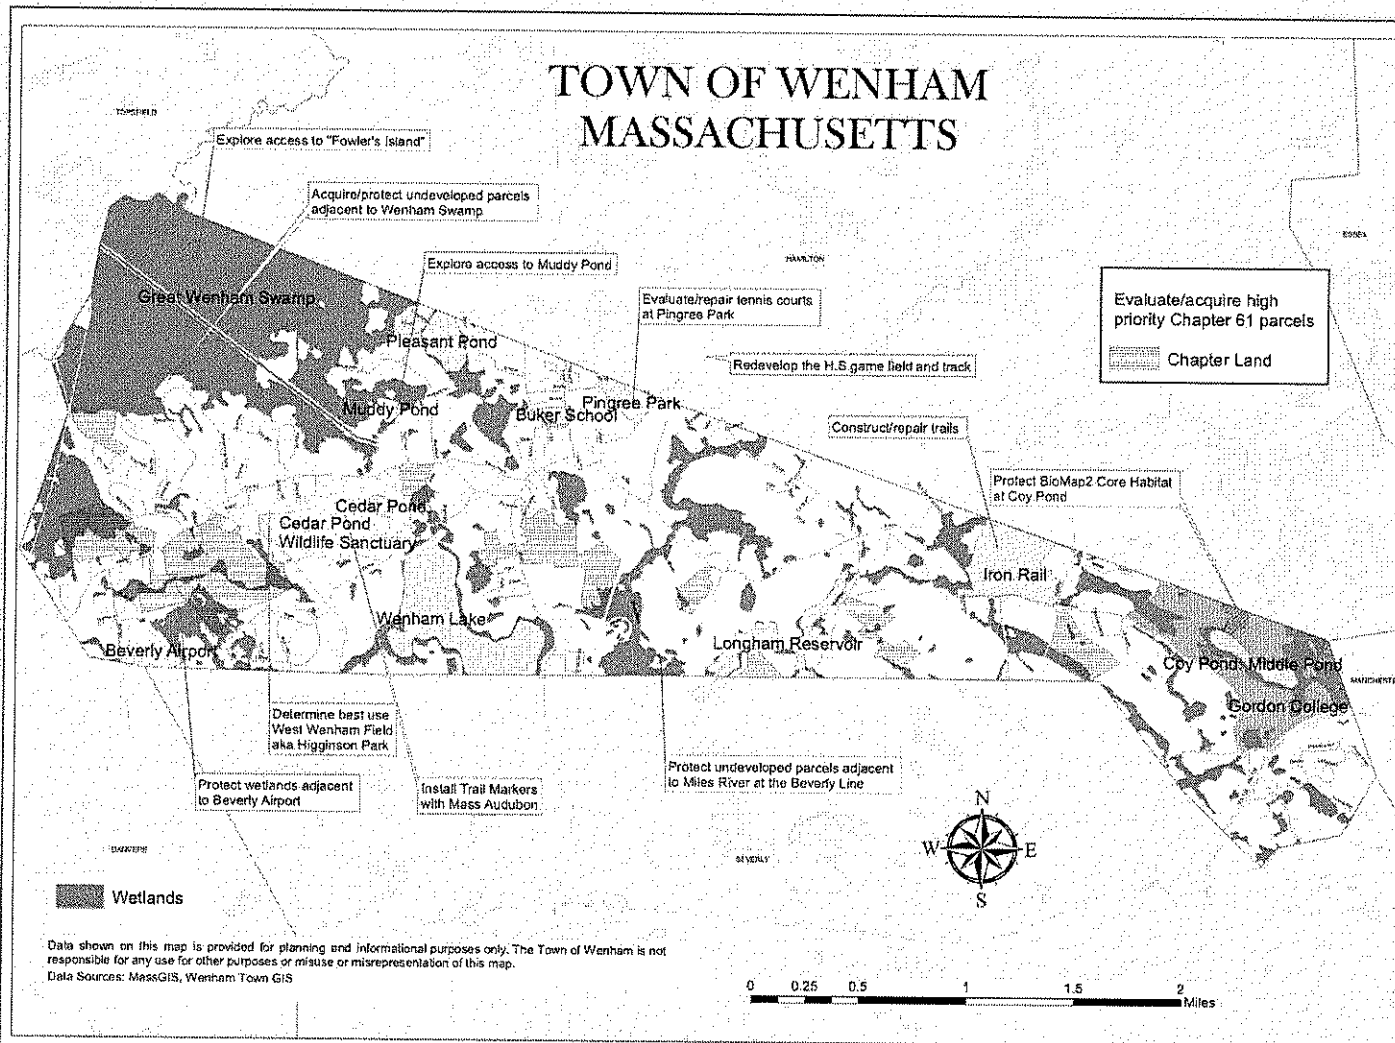 TOWN OF WENHAM
MASSACHUSETTS
TOPSFIELD
Explore access to "Fowler's Island"
Acquire/protect undeveloped parcels
adjacent to Wenham Swamp
Explore access to Muddy Pond
HAMILTON
ESSEX
Evaluate/repair tennis courts
at Pingree Park
Evaluate/acquire high
priority Chapter 61 parcels
Chapter Land
Great Wenham Swamp
Pleasant Pond
Redevelop the H.S.game field and track
Muddy Pond
Buker School
Pingree Park
Construct/repair trails
Protect BioMap2 Core Habitat
at Coy Pond
Cedar Pond
Cedar Pond
Wildlife Sanctuary
Iron Rail
Wenham Lake
Beverly Airport
Longham Reservoir
Coy Pond
Middle Pond
MANCHESTER
Gordon College
Determine best use
West Wenham Field
aka Higginson Park
Protect wetlands adjacent
to Beverly Airport
Install Trail Markers
with Mass Audubon
Protect undeveloped parcels adjacent
to Miles River at the Beverly Line
DANVERS
BEVERLY
N
W
E
S
Wetlands
Data shown on this map is provided for planning and informational purposes only. The Town of Wenham is not
responsible for any use for other purposes or misuse or misrepresentation of this map.
Data Sources: MassGIS, Wenham Town GIS
0 0.25 0.5 1 1.5 2
Miles